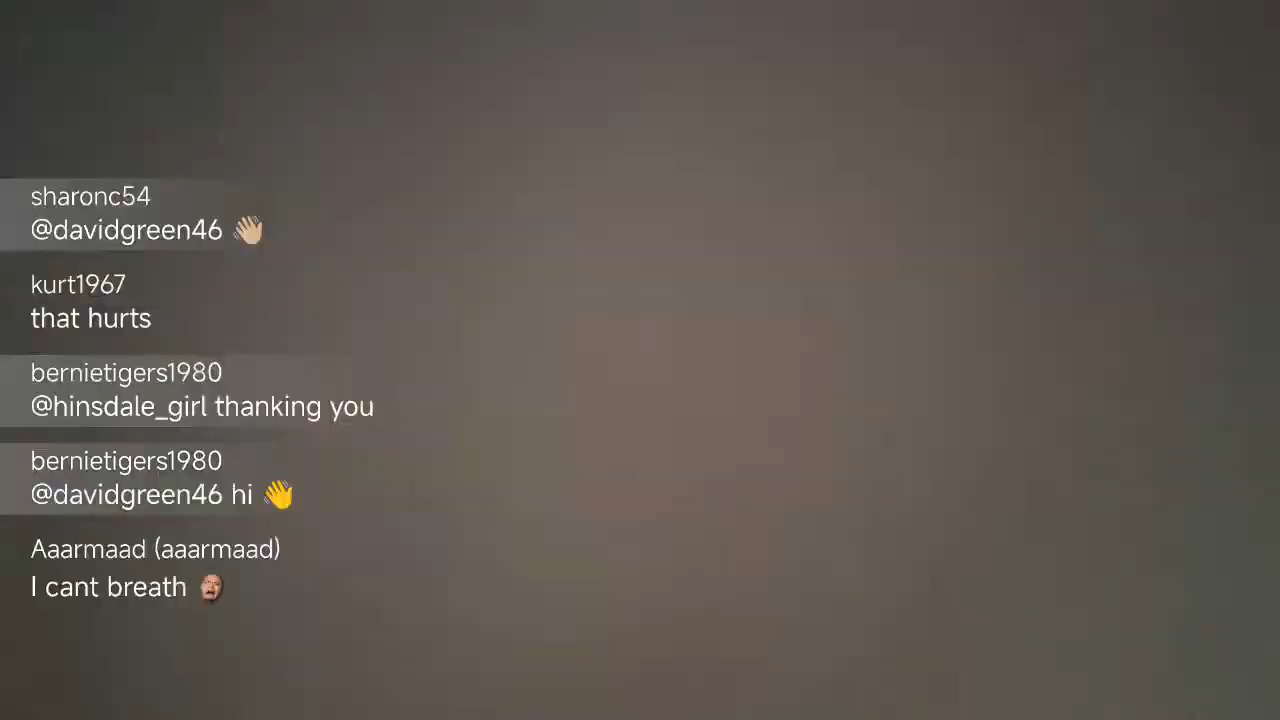 sharonc54
@davidgreen46 👋🏼
kurt1967
that hurts
bernietigers1980
@hinsdale_girl thanking you
bernietigers1980
@davidgreen46 hi 👋
Aaarmaad (aaarmaad)
I cant breath